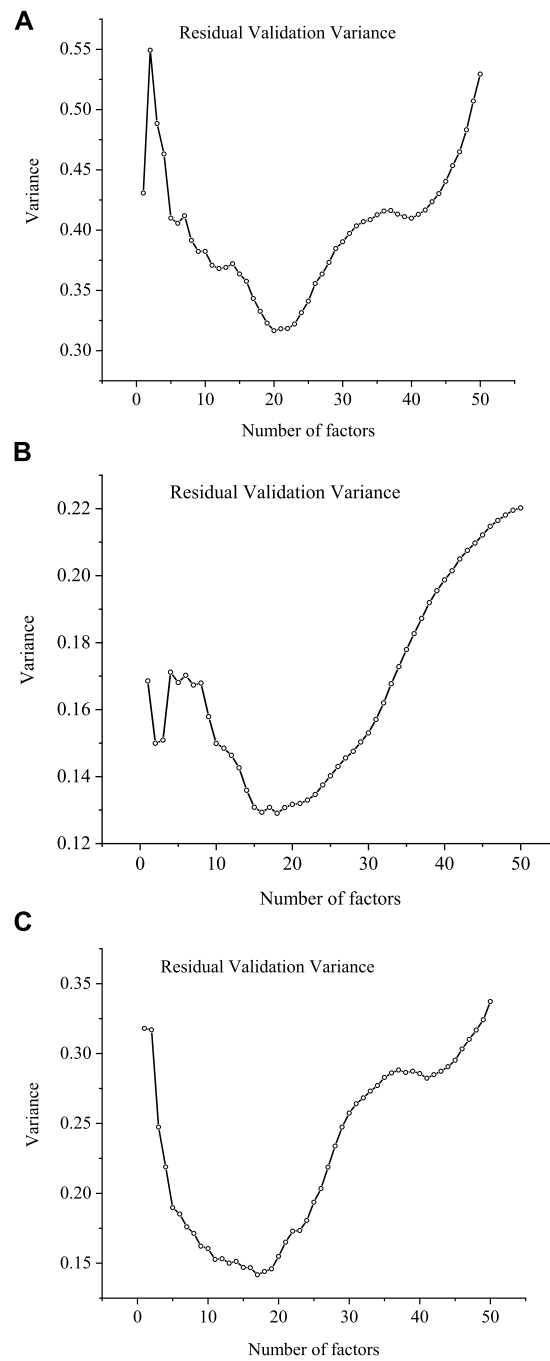 A
Residual Validation Variance
0.55
0.50
0.45
0.40
0.35
0.30
Variance
0 10 20 30 40 50
Number of factors
B
Residual Validation Variance
0.22
0.20
0.18
0.16
0.14
0.12
Variance
0 10 20 30 40 50
Number of factors
C
Residual Validation Variance
0.35
0.30
0.25
0.20
0.15
Variance
0 10 20 30 40 50
Number of factors